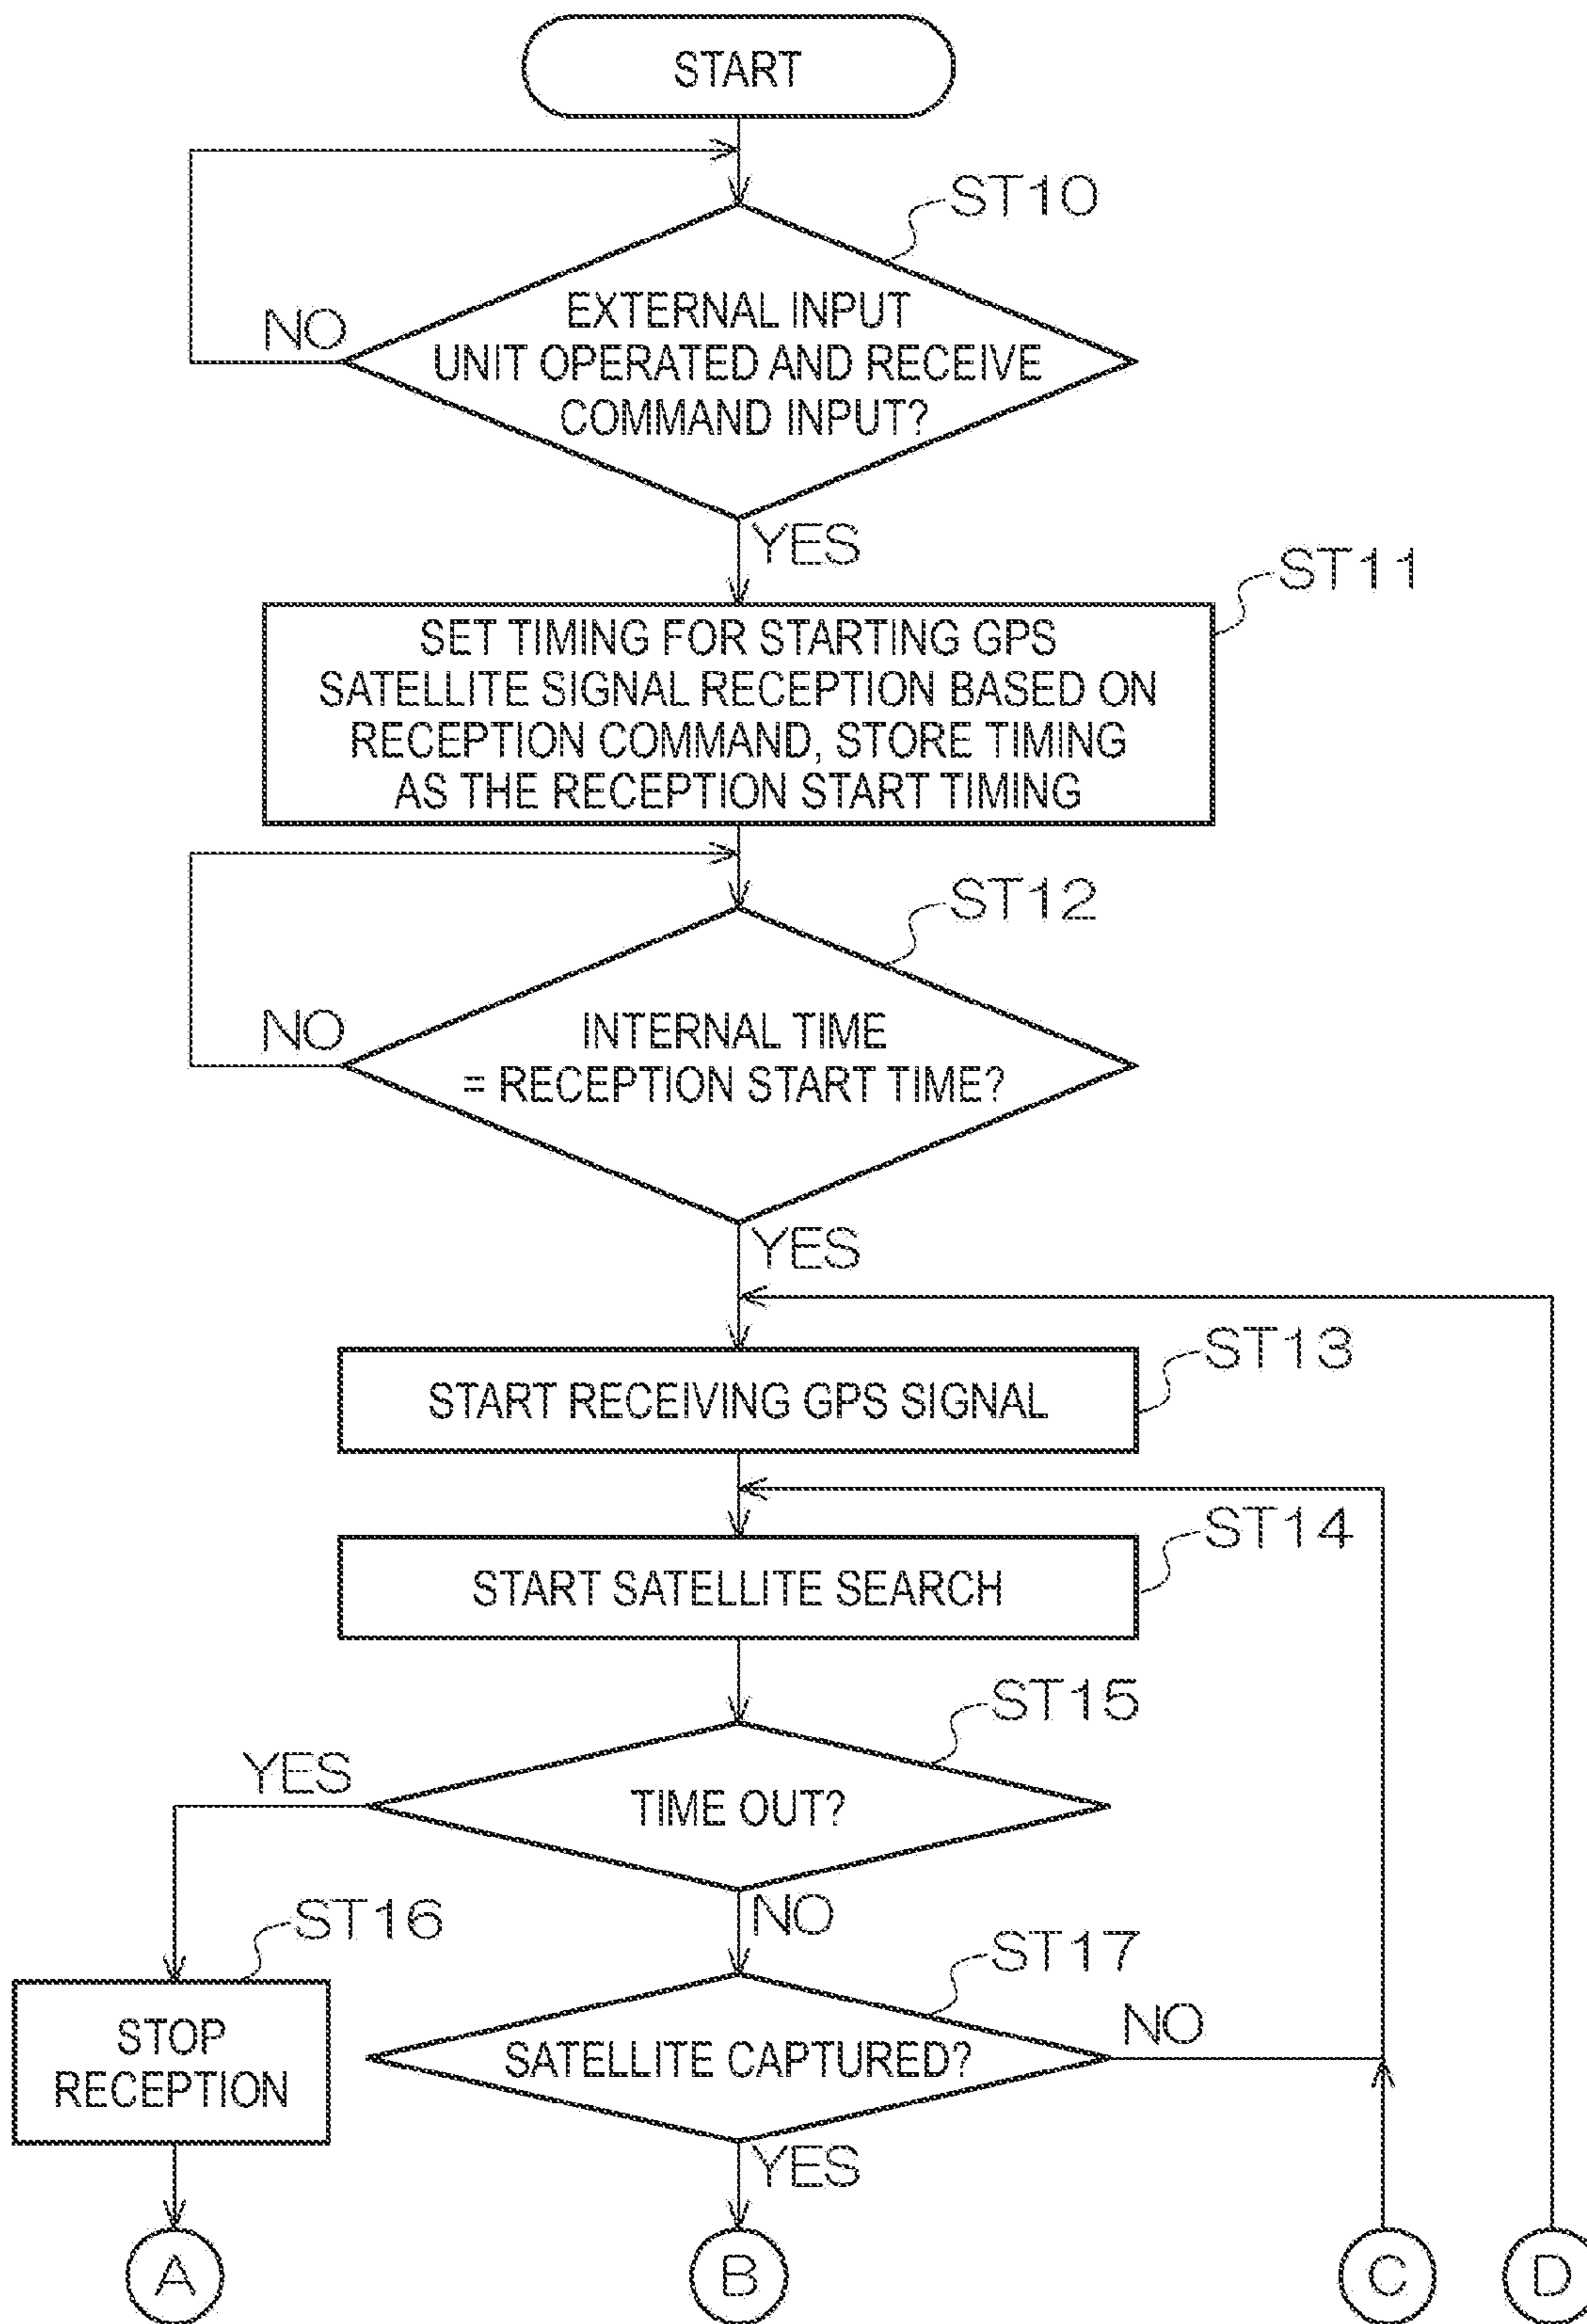 START
ST10
EXTERNAL INPUT
UNIT OPERATED AND RECEIVE
COMMAND INPUT?
NO
YES
ST11
SET TIMING FOR STARTING GPS
SATELLITE SIGNAL RECEPTION BASED ON
RECEPTION COMMAND, STORE TIMING
AS THE RECEPTION START TIMING
ST12
INTERNAL TIME
= RECEPTION START TIME?
NO
YES
ST13
START RECEIVING GPS SIGNAL
ST14
START SATELLITE SEARCH
ST15
YES
TIME OUT?
NO
ST16
STOP
RECEPTION
ST17
SATELLITE CAPTURED?
NO
YES
A
B
C
D